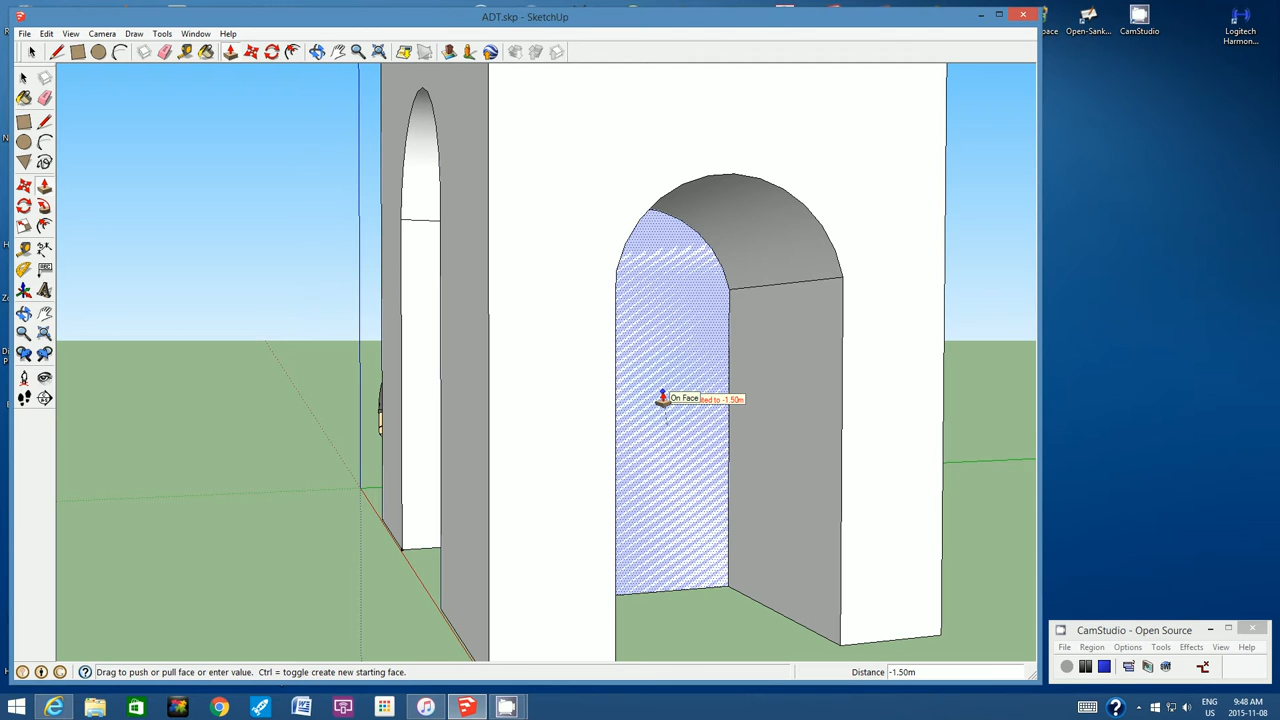 ADT.skp - SketchUp
File Edit View Camera Draw Tools Window Help
Open-Sank...
CamStudio
Logitech
Harmon...
On Face
ited to -1.50m
CamStudio - Open Source
File Region Options Tools Effects View Help
Drag to push or pull face or enter value. Ctrl = toggle create new starting face.
Distance -1.50m
ENG
US
9:48 AM
2015-11-08